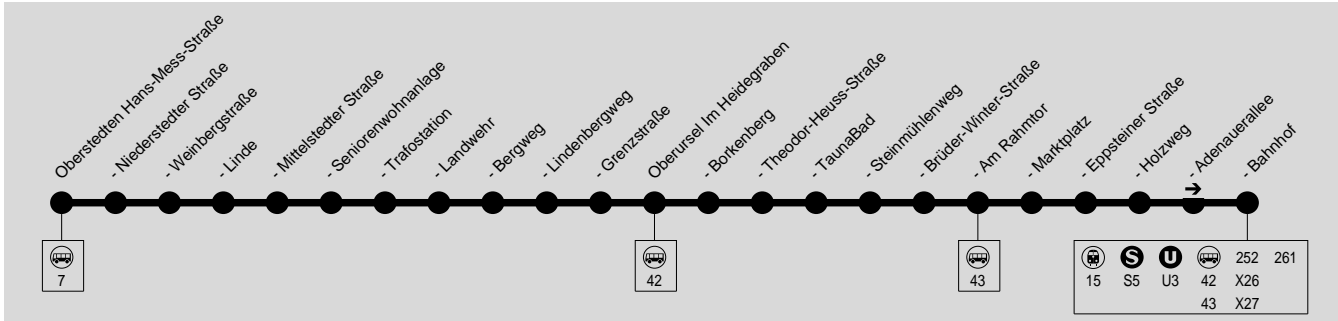 Oberstedten Hans-Mess-Straße
- Niederstedter Straße
- Weinbergstraße
- Linde
- Mittelstedter Straße
- Seniorenwohnanlage
- Trafostation
- Landwehr
- Bergweg
- Lindenbergweg
- Grenzstraße
Oberursel Im Heidegraben
- Borkenberg
- Theodor-Heuss-Straße
- TaunaBad
- Steinmühlenweg
- Brüder-Winter-Straße
- Am Rahmtor
- Marktplatz
- Eppsteiner Straße
- Holzweg
- Adenauerallee
- Bahnhof
7
42
43
S U 252 261
15 S5 U3 42 X26
43 X27